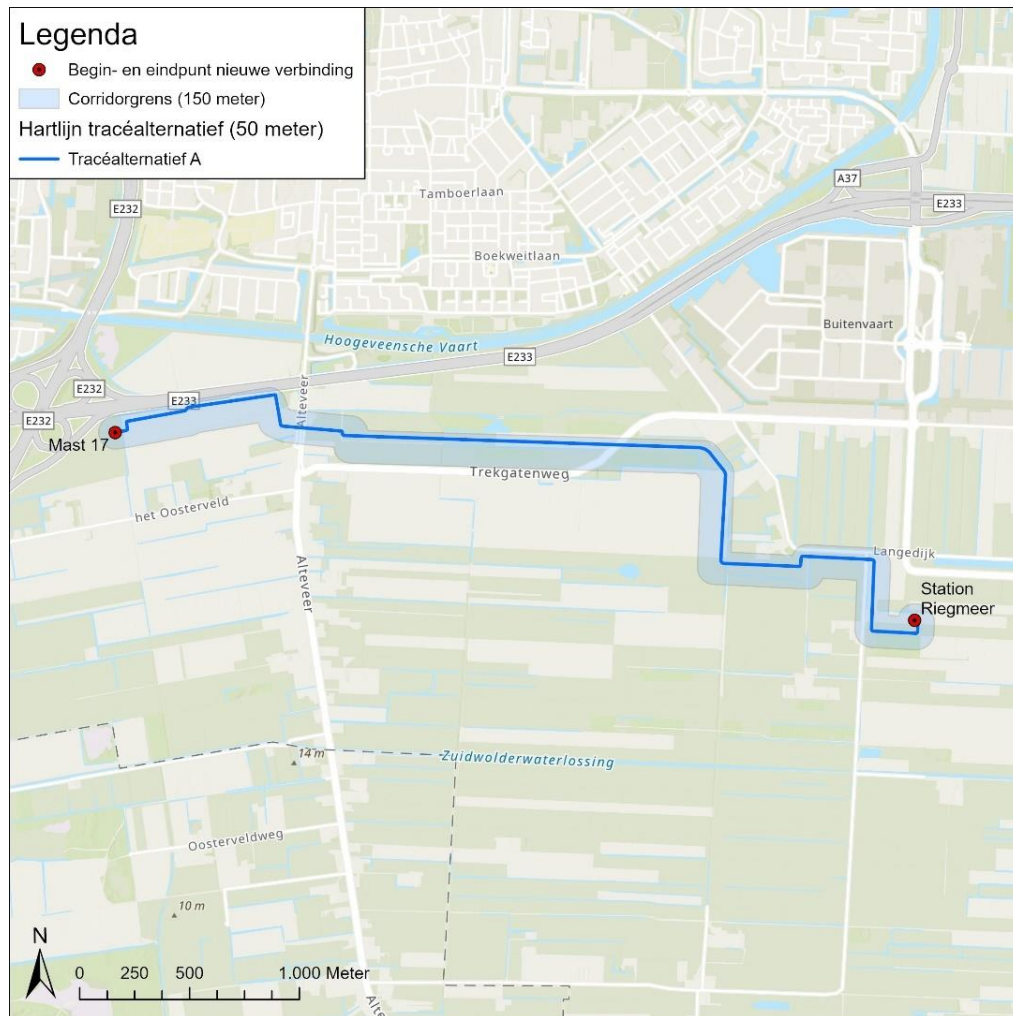 Legenda
Begin- en eindpunt nieuwe verbinding
Corridorgrens (150 meter)
Hartlijn tracéalternatief (50 meter)
Tracéalternatief A
A37
E232
Tamboerlaan
E233
Boekweitlaan
Buitenvaart
Hoogeveensche Vaart
E233
E232
E233
Alteveer
E232
Mast 17
Trekgatenweg
het Oosterveld
Langedijk
Alteveer
Station
Riegmeer
14 m
Zuidwolderwaterlossing
Oosterveldweg
10 m
N
0 250 500 1.000 Meter